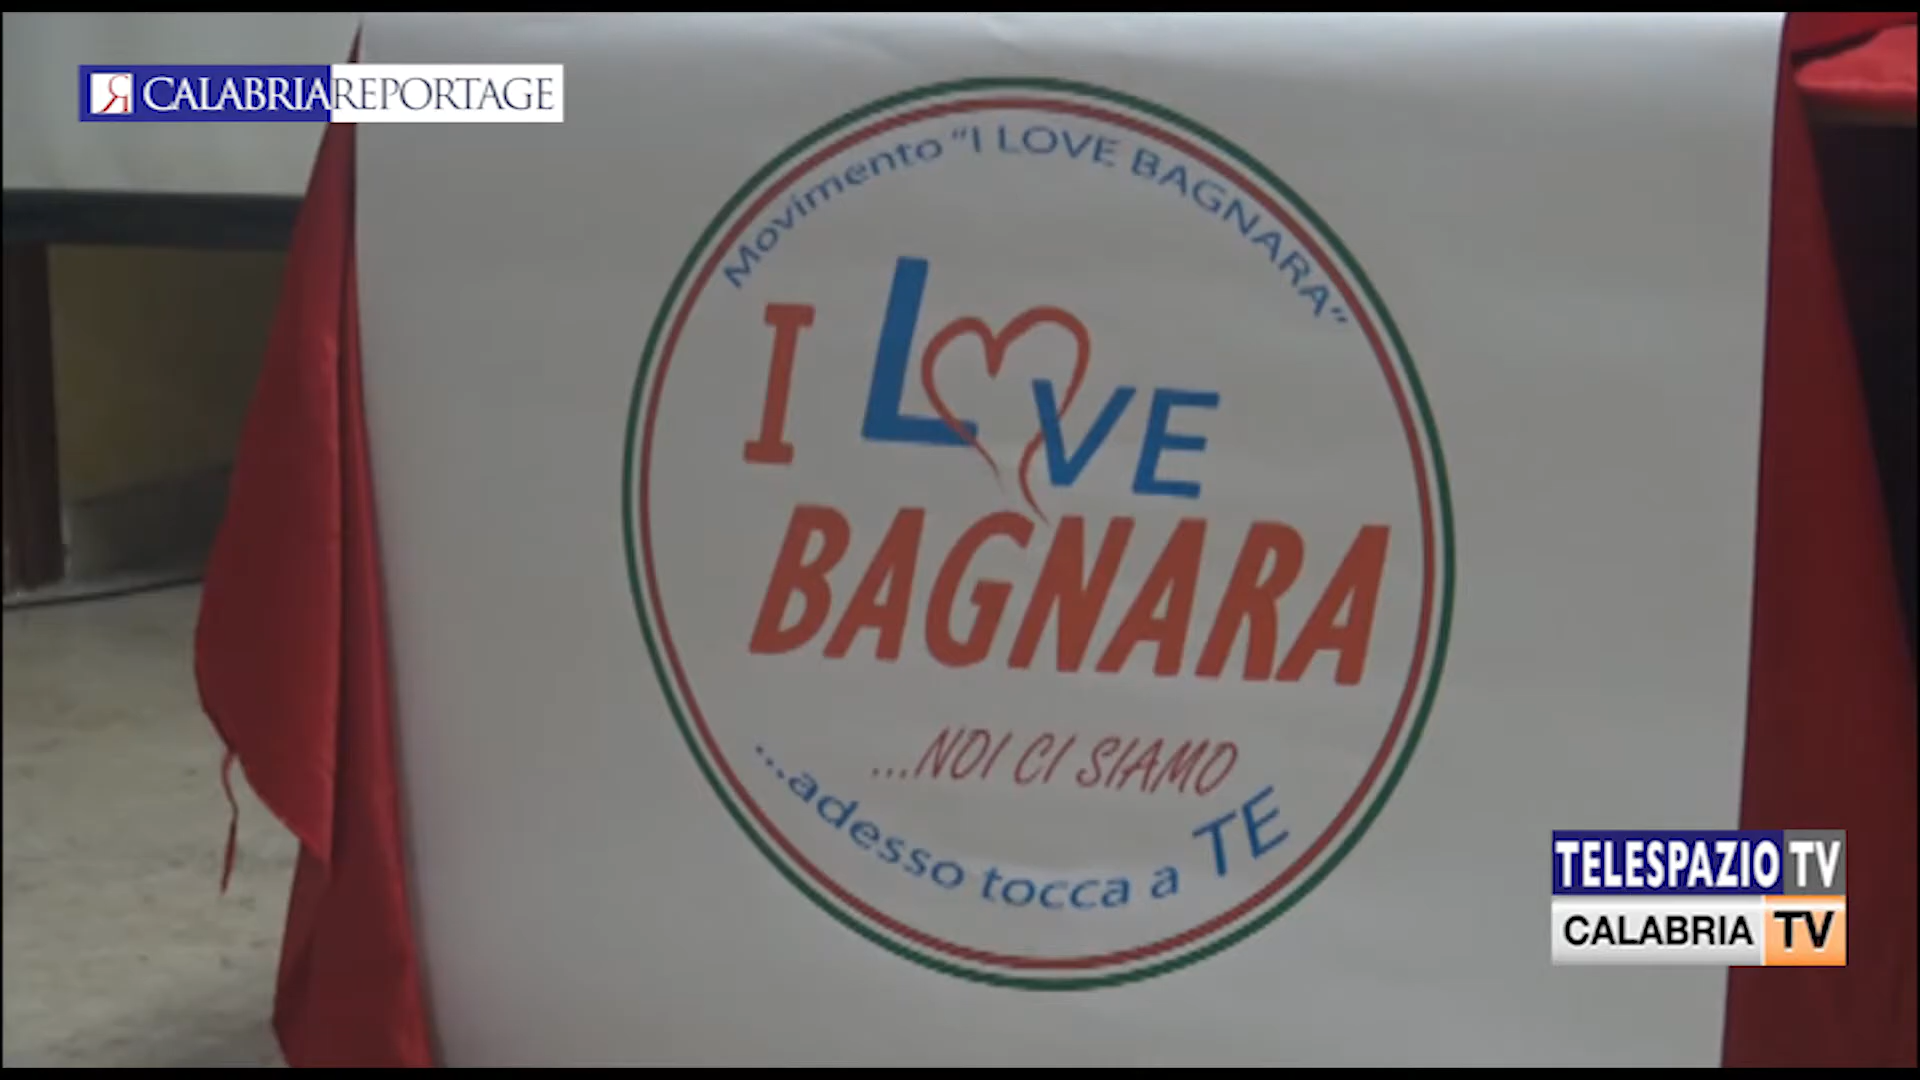 CALABRIAREPORTAGE
Movimento "I LOVE BAGNARA"
I LOVE
BAGNARA
...NOI CI SIAMO
...adesso tocca a TE
TELESPAZIO TV
CALABRIA TV